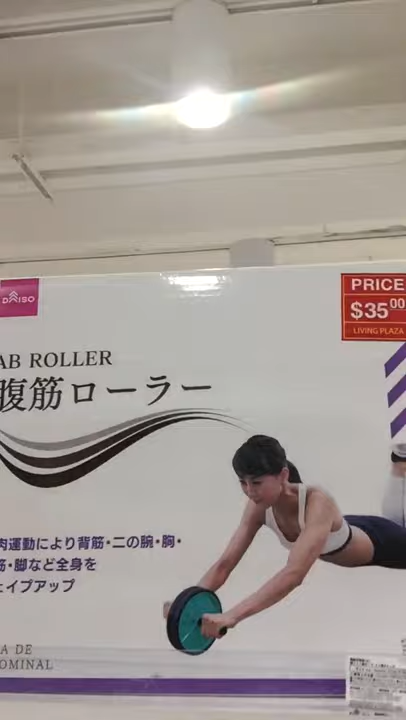 DAISO
PRICE
$35.00
LIVING PLAZA
AB ROLLER
腹筋ローラー
肉運動により背筋・二の腕・胸・
筋・脚など全身を
ェイプアップ
A DE
OMINAL